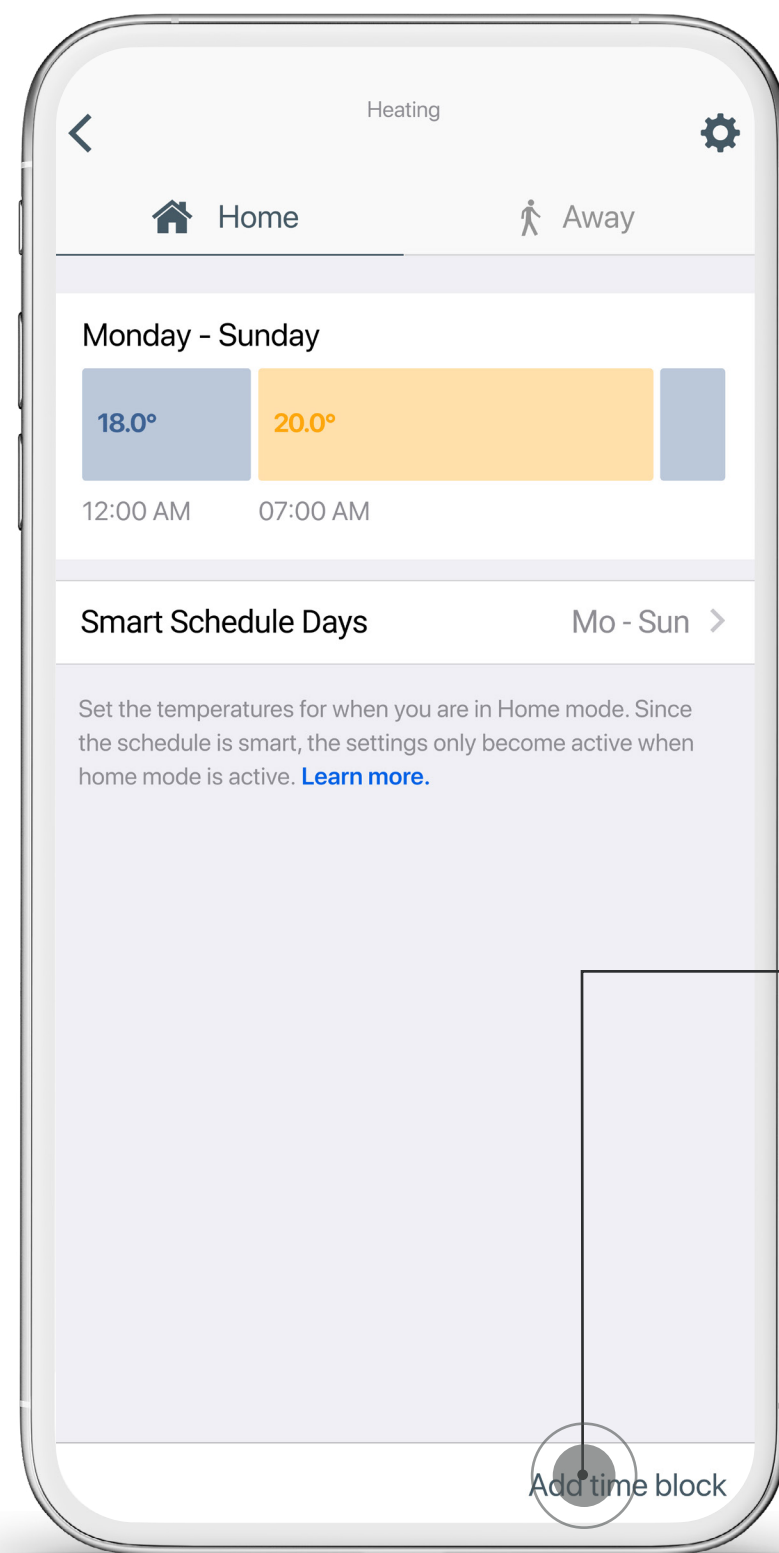 Heating
Home Away
Monday - Sunday
18.0° 20.0°
12:00 AM 07:00 AM
Smart Schedule Days Mo - Sun
Set the temperatures for when you are in Home mode. Since
the schedule is smart, the settings only become active when
home mode is active. Learn more.
Add time block